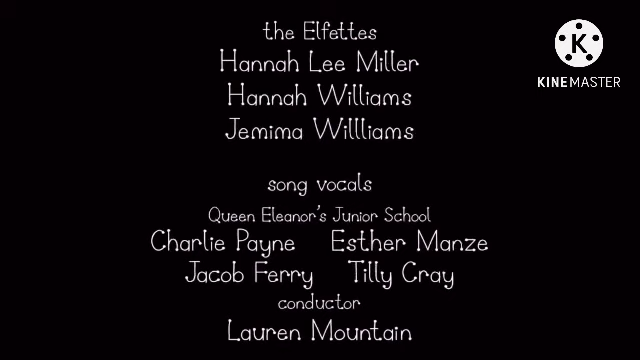 the Elfettes
Hannah Lee Miller
Hannah Williams
Jemima Willliams
song vocals
Queen Eleanor's Junior School
Charlie Payne Esther Manze
Jacob Ferry Tilly Cray
conductor
Lauren Mountain
K
KINEMASTER